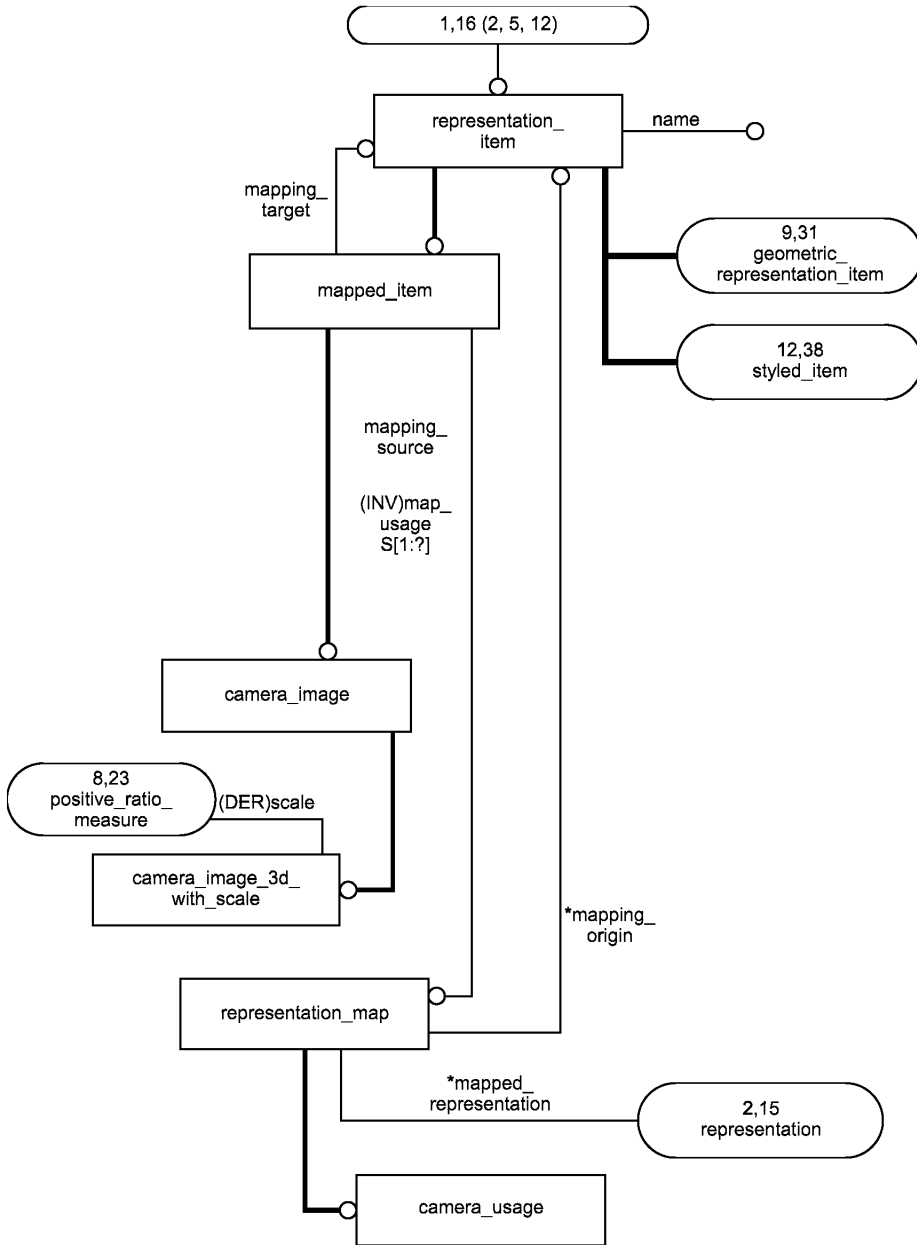 1,16 (2, 5, 12)
representation_
item
name
mapping_
target
9,31
geometric_
representation_item
mapped_item
12,38
styled_item
mapping_
source
(INV)map_
usage
S[1:?]
camera_image
8,23
positive_ratio_
measure
(DER)scale
camera_image_3d_
with_scale
*mapping_
origin
representation_map
*mapped_
representation
2,15
representation
camera_usage